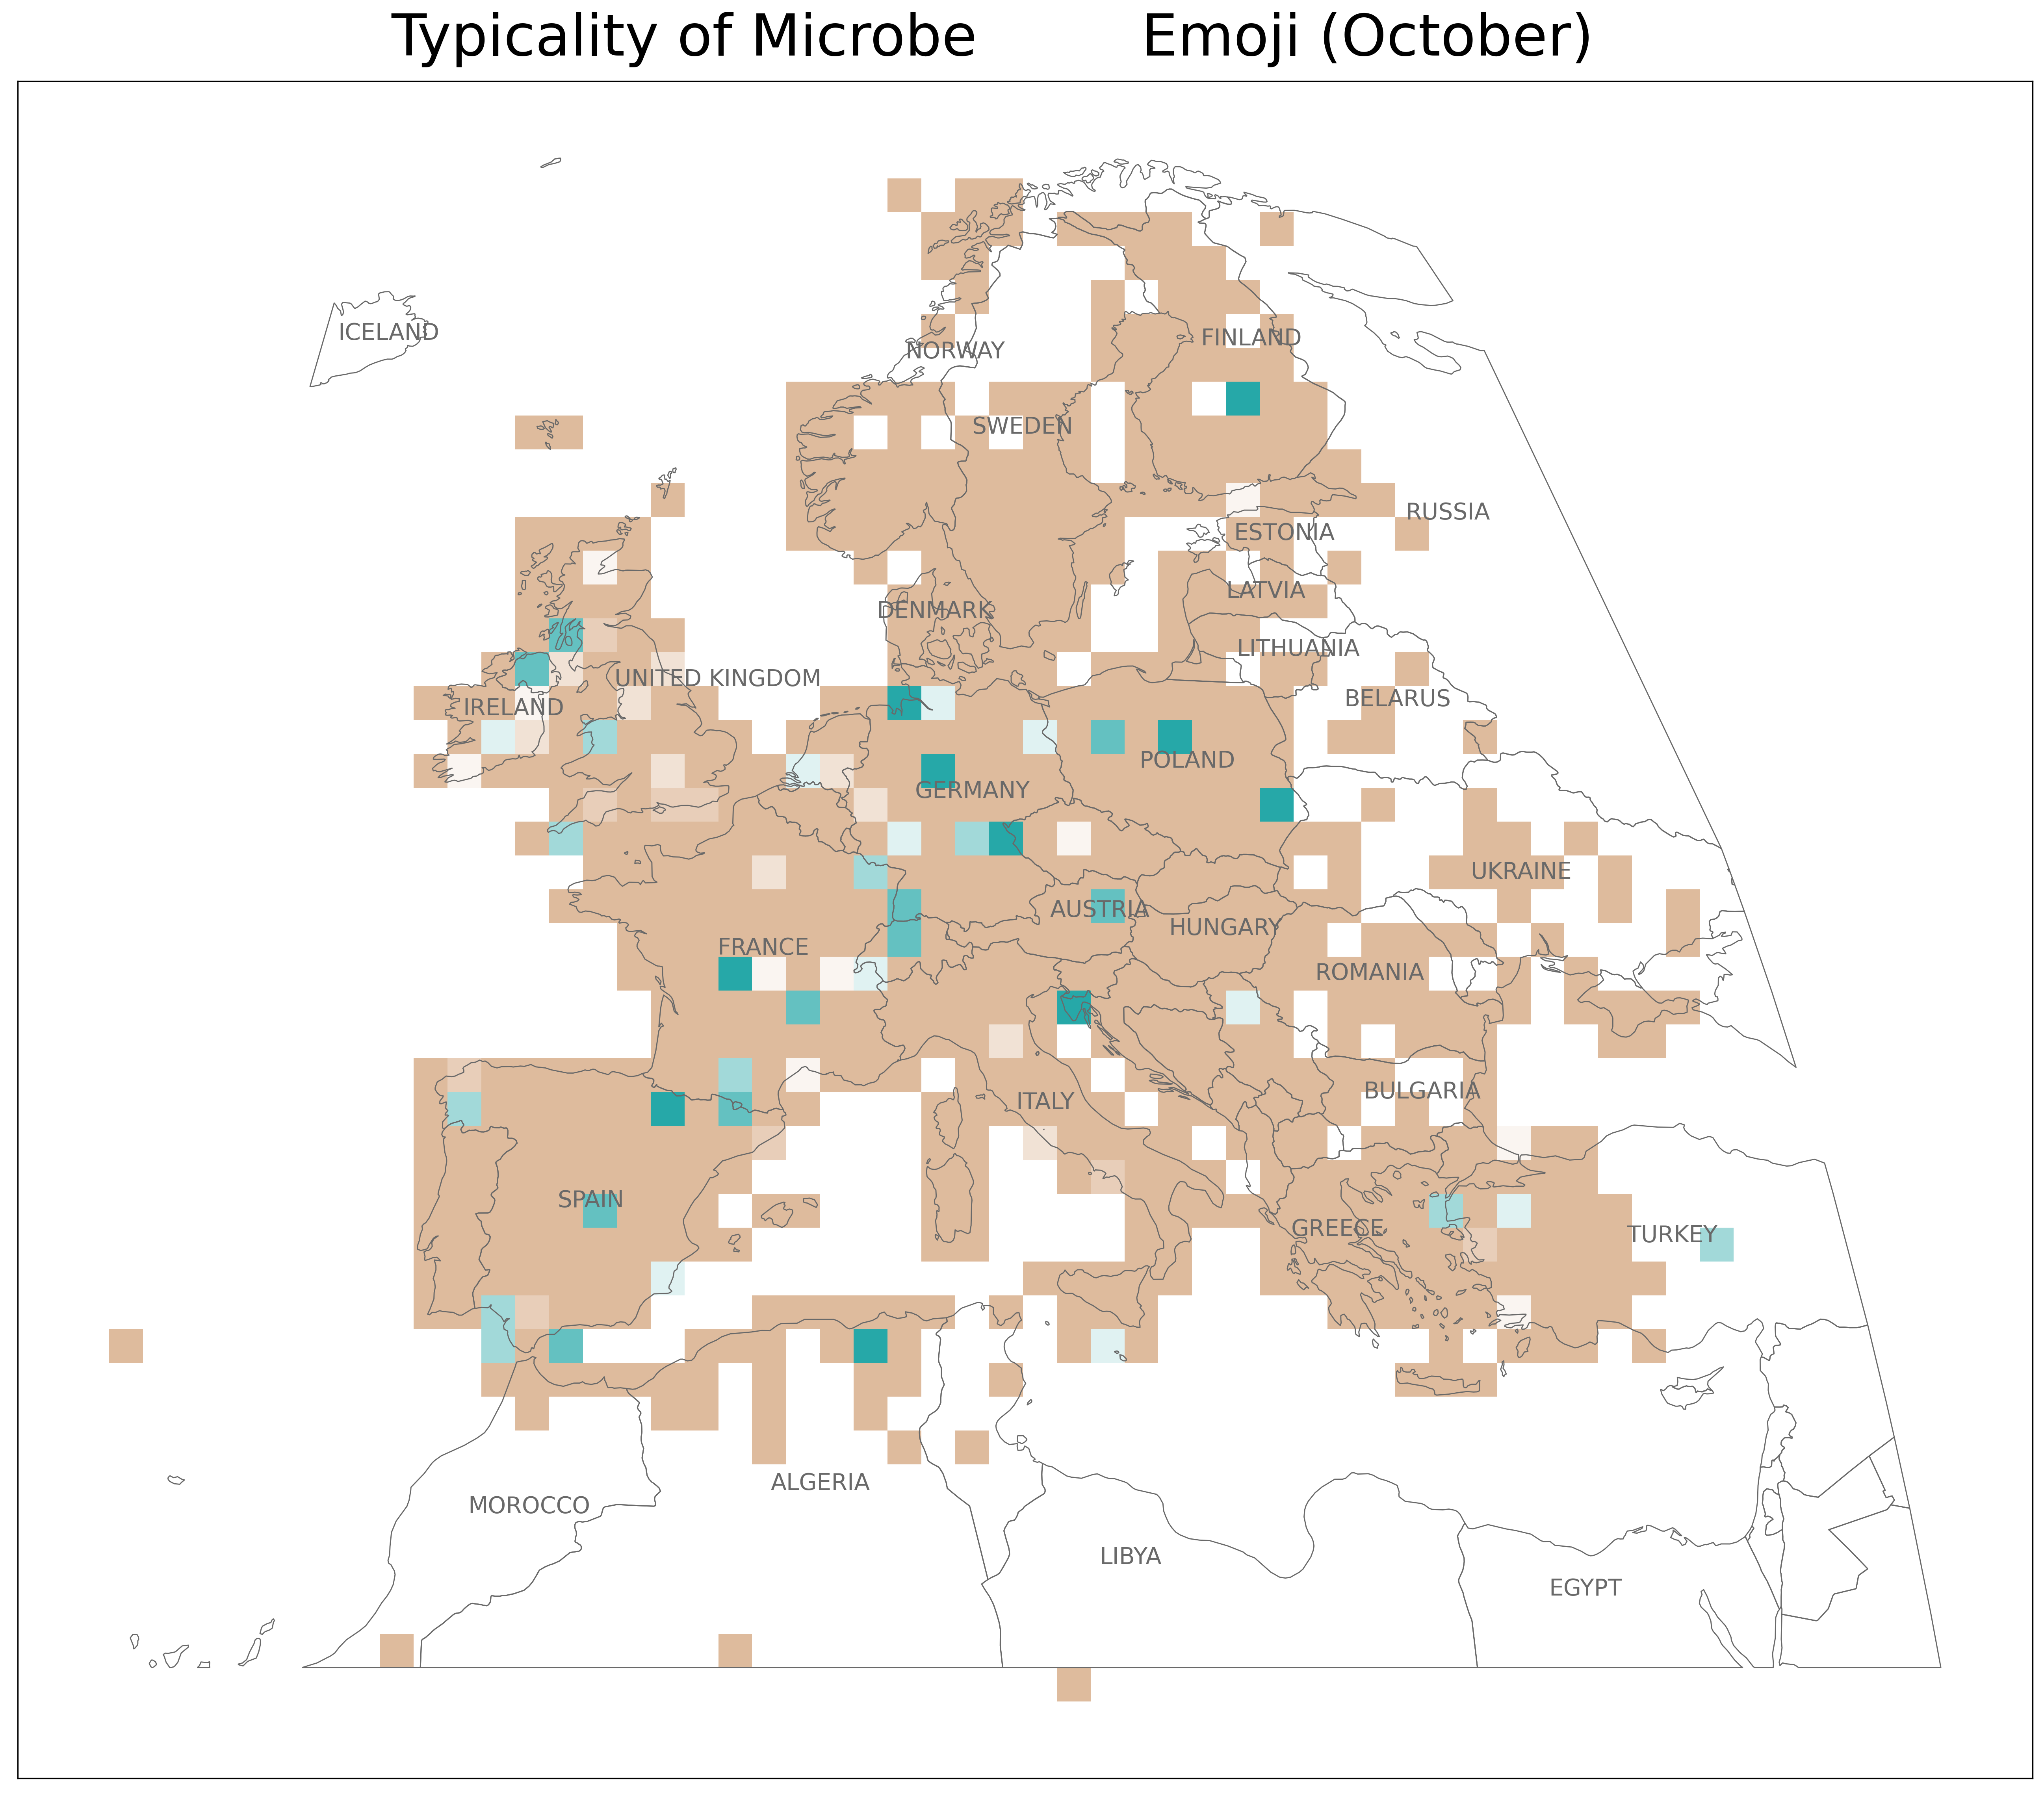 Typicality of Microbe Emoji (October)
ICELAND
NORWAY
FINLAND
SWEDEN
RUSSIA
ESTONIA
LATVIA
DENMARK
LITHUANIA
UNITED KINGDOM
BELARUS
IRELAND
POLAND
GERMANY
UKRAINE
AUSTRIA
HUNGARY
FRANCE
ROMANIA
BULGARIA
ITALY
SPAIN
GREECE
TURKEY
ALGERIA
MOROCCO
LIBYA
EGYPT